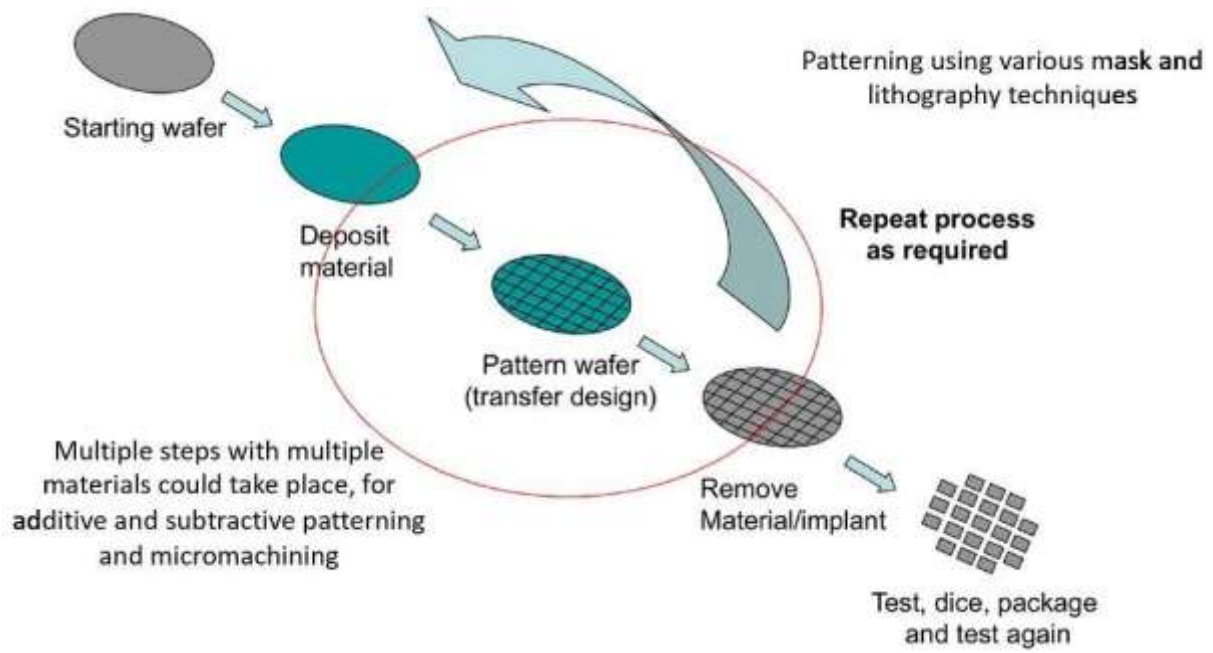 Patterning using various mask and
lithography techniques
Starting wafer
Deposit
material
Repeat process
as required
Pattern wafer
(transfer design)
Multiple steps with multiple
materials could take place, for
additive and subtractive patterning
and micromachining
Remove
Material/implant
Test, dice, package
and test again